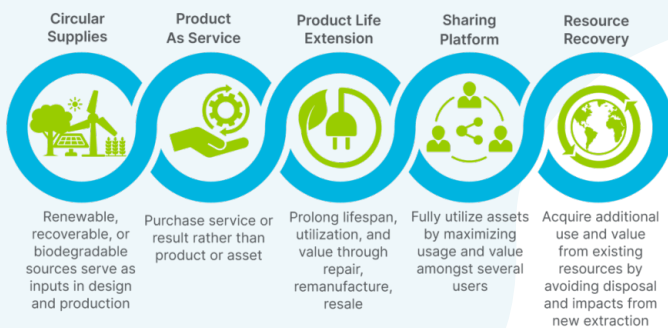 Circular
Supplies
Renewable,
recoverable, or
biodegradable
sources serve as
inputs in design
and production
Product
As Service
Purchase service or
result rather than
product or asset
Product Life
Extension
Prolong lifespan,
utilization, and
value through
repair,
remanufacture,
resale
Sharing
Platform
Fully utilize assets
by maximizing
usage and value
amongst several
users
Resource
Recovery
Acquire additional
use and value
from existing
resources by
avoiding disposal
and impacts from
new extraction